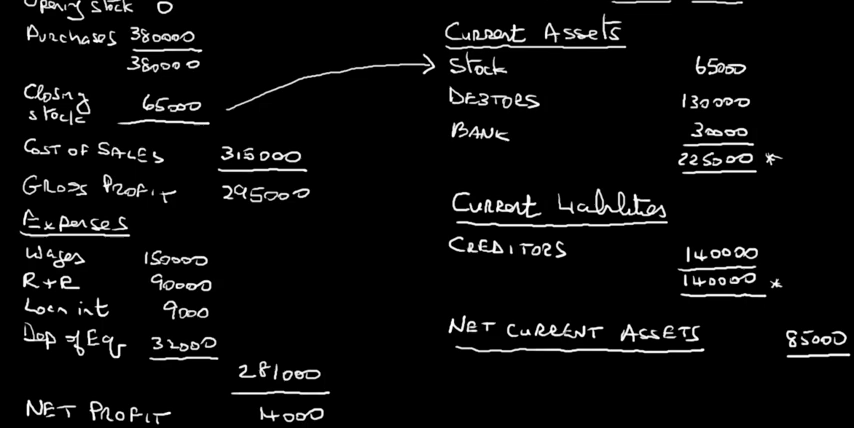 Opening stock 0
Purchases 380000
380000
Closing stock 65000
COST OF SALES 315000
GROSS PROFIT 295000
Expenses
Wages 150000
R+R 90000
Loan int 9000
Dep of Eq 32000
281000
NET PROFIT 14000
Current Assets
Stock 65000
DEBTORS 130000
BANK 30000
225000 *
Current Liabilities
CREDITORS 140000
140000 *
NET CURRENT ASSETS 85000